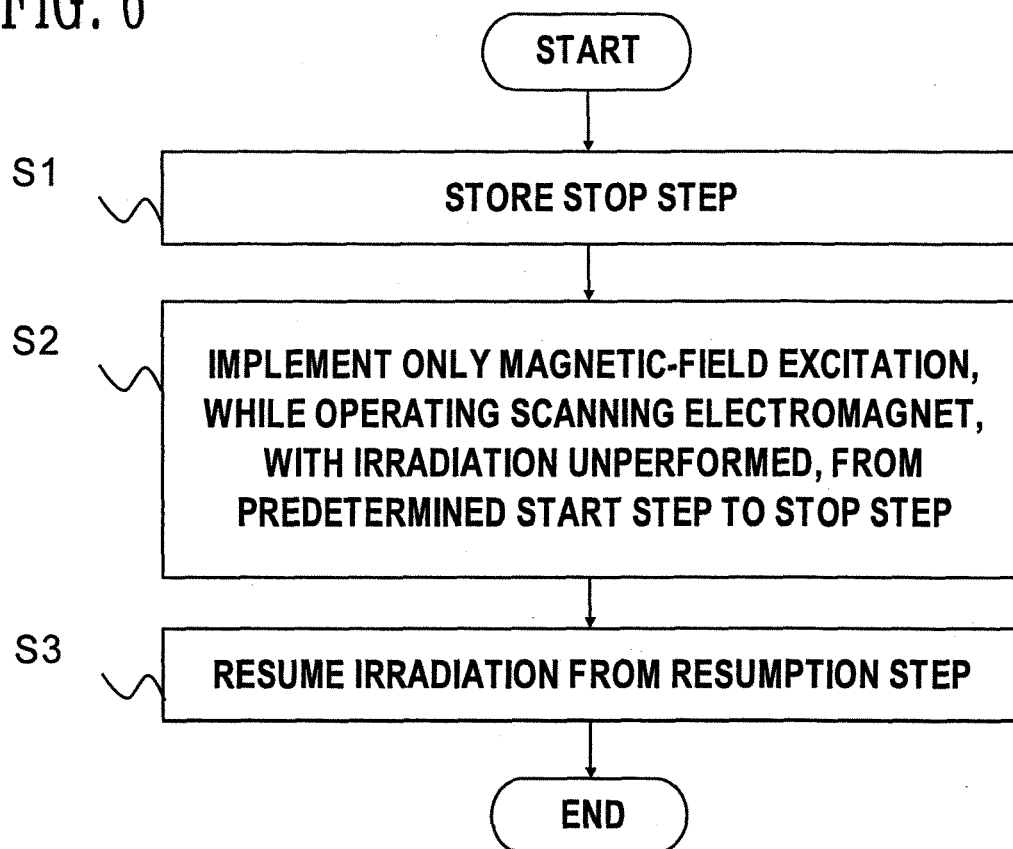 FIG. 6
START
S1
STORE STOP STEP
S2
IMPLEMENT ONLY MAGNETIC-FIELD EXCITATION,
WHILE OPERATING SCANNING ELECTROMAGNET,
WITH IRRADIATION UNPERFORMED, FROM
PREDETERMINED START STEP TO STOP STEP
S3
RESUME IRRADIATION FROM RESUMPTION STEP
END